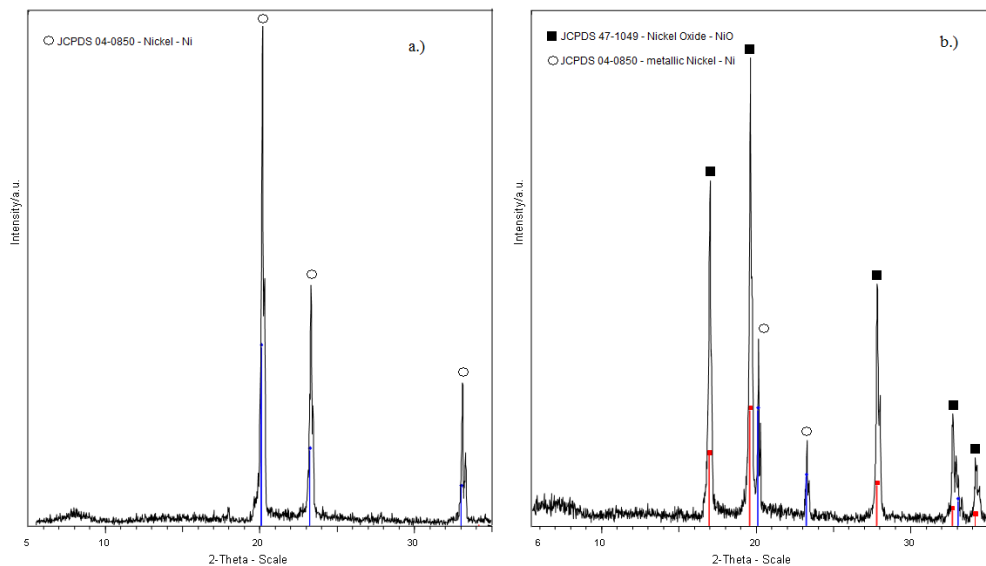 JCPDS 04-0850 - Nickel - Ni
a.)
Intensity/a.u.
5 10 20 30
2-Theta - Scale
JCPDS 47-1049 - Nickel Oxide - NiO
b.)
JCPDS 04-0850 - metallic Nickel - Ni
Intensity/a.u.
6 10 20 30
2-Theta - Scale